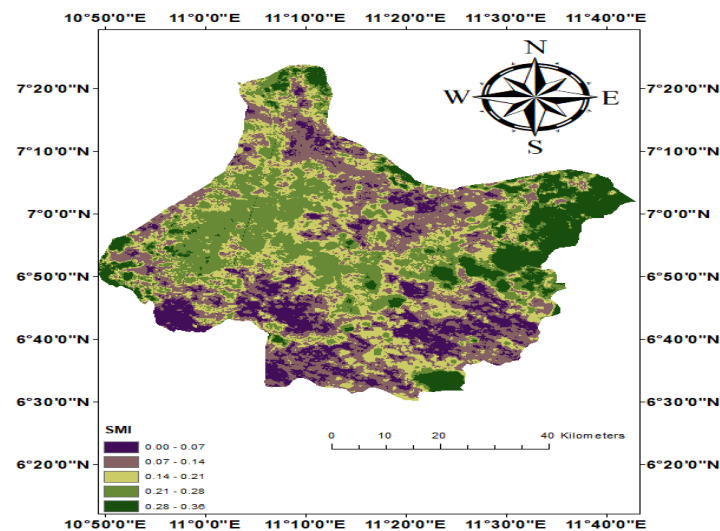 10°50'0"E 11°0'0"E 11°10'0"E 11°20'0"E 11°30'0"E 11°40'0"E
N
W E
S
7°20'0"N 7°20'0"N
7°10'0"N 7°10'0"N
7°0'0"N 7°0'0"N
6°50'0"N 6°50'0"N
6°40'0"N 6°40'0"N
6°30'0"N 6°30'0"N
6°20'0"N 6°20'0"N
SMI
0.00 - 0.07
0.07 - 0.14
0.14 - 0.21
0.21 - 0.28
0.28 - 0.36
0 10 20 40 Kilometers
10°50'0"E 11°0'0"E 11°10'0"E 11°20'0"E 11°30'0"E 11°40'0"E